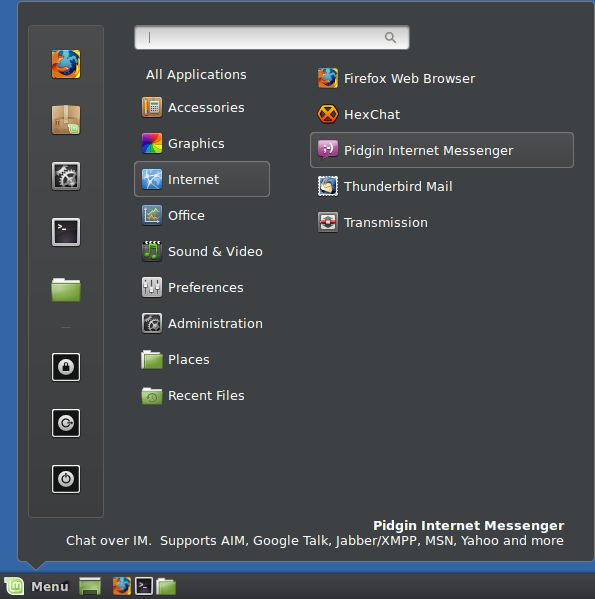 All Applications
Accessories
Graphics
Internet
Office
Sound & Video
Preferences
Administration
Places
Recent Files
Firefox Web Browser
HexChat
Pidgin Internet Messenger
Thunderbird Mail
Transmission
Pidgin Internet Messenger
Chat over IM.  Supports AIM, Google Talk, Jabber/XMPP, MSN, Yahoo and more
Menu